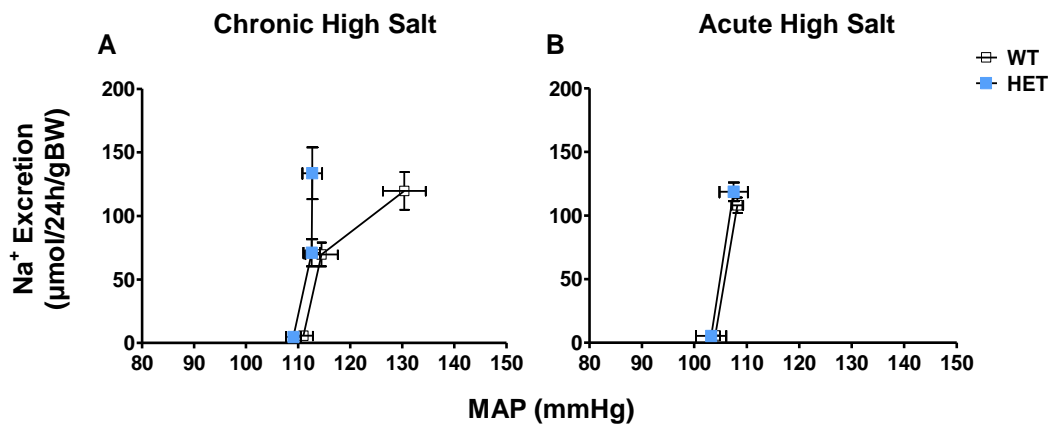 Chronic High Salt
Acute High Salt
A
B
WT
HET
Na+ Excretion
(µmol/24h/gBW)
200
150
100
50
0
80 90 100 110 120 130 140 150
200
150
100
50
0
80 90 100 110 120 130 140 150
MAP (mmHg)